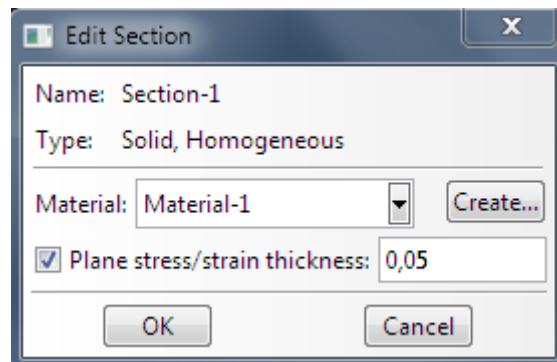 Edit Section
Name: Section-1
Type: Solid, Homogeneous
Material: Material-1 Create...
Plane stress/strain thickness: 0,05
OK Cancel